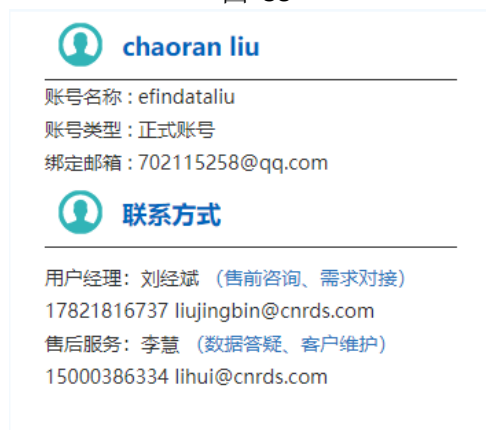 chaoran liu
账号名称：efindataliu
账号类型：正式账号
绑定邮箱：702115258@qq.com
联系方式
用户经理：刘经斌 （售前咨询、需求对接）
17821816737 liujingbin@cnrds.com
售后服务：李慧 （数据答疑、客户维护）
15000386334 lihui@cnrds.com